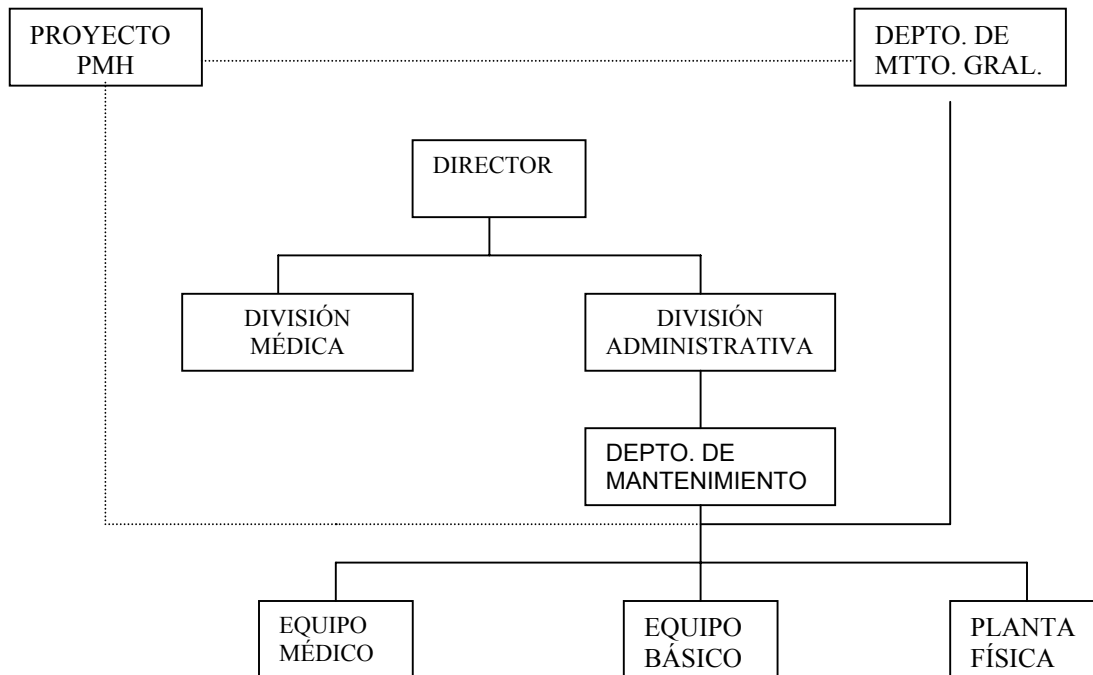 PROYECTO
PMH
DEPTO. DE
MTTO. GRAL.
DIRECTOR
DIVISIÓN
MÉDICA
DIVISIÓN
ADMINISTRATIVA
DEPTO. DE
MANTENIMIENTO
EQUIPO
MÉDICO
EQUIPO
BÁSICO
PLANTA
FÍSICA